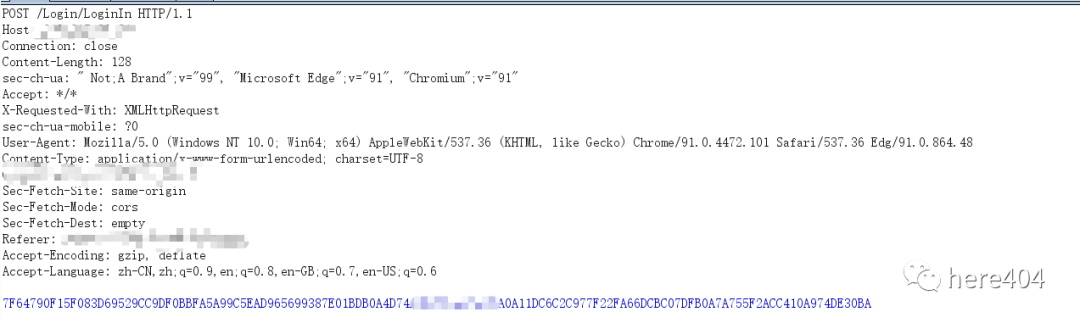 POST /Login/LoginIn HTTP/1.1
Host
Connection: close
Content-Length: 128
sec-ch-ua: " Not;A Brand";v="99", "Microsoft Edge";v="91", "Chromium";v="91"
Accept: */*
X-Requested-With: XMLHttpRequest
sec-ch-ua-mobile: ?0
User-Agent: Mozilla/5.0 (Windows NT 10.0; Win64; x64) AppleWebKit/537.36 (KHTML, like Gecko) Chrome/91.0.4472.101 Safari/537.36 Edg/91.0.864.48
Content-Type: application/x-www-form-urlencoded; charset=UTF-8
Sec-Fetch-Site: same-origin
Sec-Fetch-Mode: cors
Sec-Fetch-Dest: empty
Referer:
Accept-Encoding: gzip, deflate
Accept-Language: zh-CN,zh;q=0.9,en;q=0.8,en-GB;q=0.7,en-US;q=0.6
here404
7F64790F15F083D69529CC9DF0BBFA5A99C5EAD965699387E01BDB0A4D74 A0A11DC6C2C977F22FA66DCBC07DFB0A7A755F2ACC410A974DE30BA